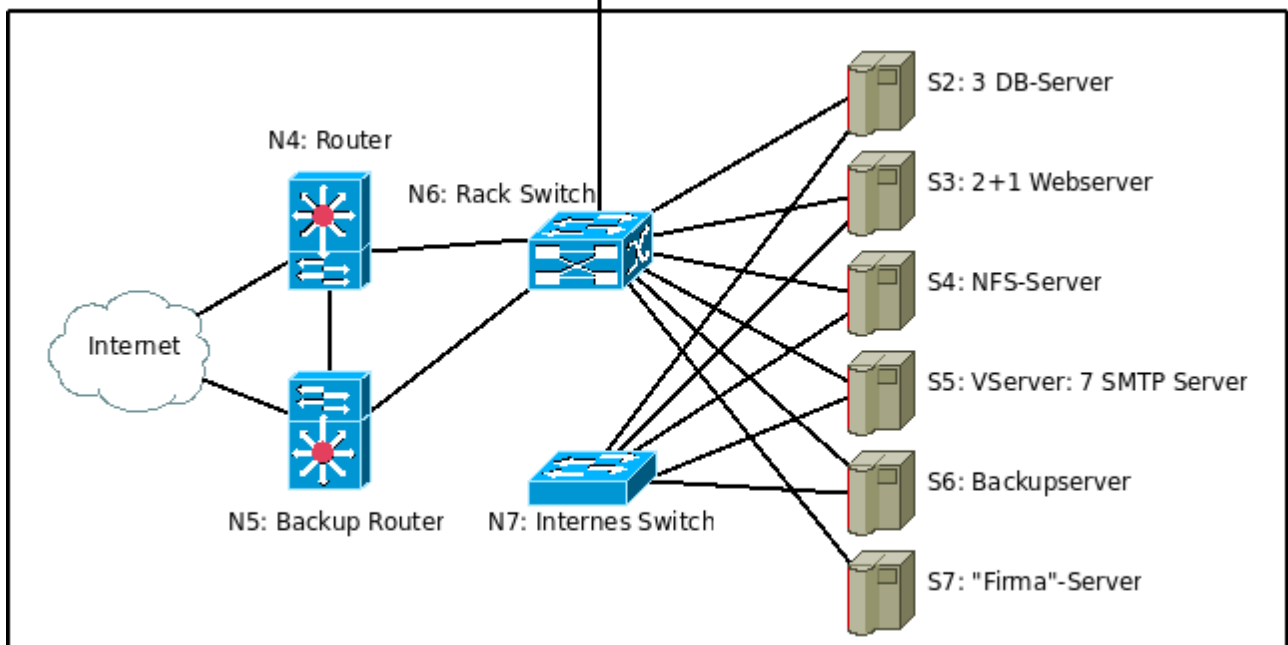 S2: 3 DB-Server
N4: Router
S3: 2+1 Webserver
N6: Rack Switch
S4: NFS-Server
Internet
S5: VServer: 7 SMTP Server
S6: Backupserver
N5: Backup Router
N7: Internes Switch
S7: "Firma"-Server